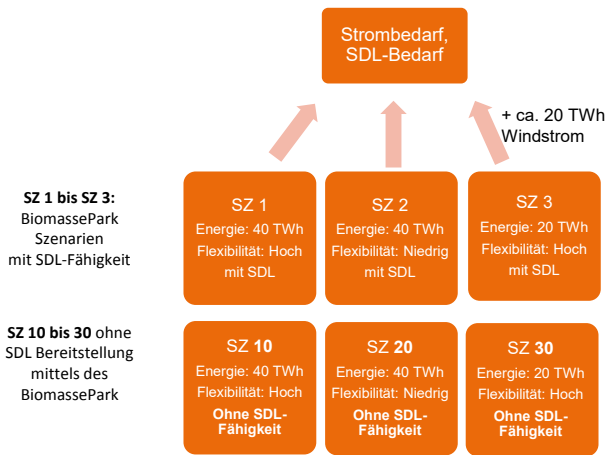 Strombedarf,
SDL-Bedarf
+ ca. 20 TWh
Windstrom
SZ 1 bis SZ 3:
BiomassePark
Szenarien
mit SDL-Fähigkeit
SZ 1
Energie: 40 TWh
Flexibilität: Hoch
mit SDL
SZ 2
Energie: 40 TWh
Flexibilität: Niedrig
mit SDL
SZ 3
Energie: 20 TWh
Flexibilität: Hoch
mit SDL
SZ 10 bis 30 ohne
SDL Bereitstellung
mittels des
BiomassePark
SZ 10
Energie: 40 TWh
Flexibilität: Hoch
Ohne SDL-
Fähigkeit
SZ 20
Energie: 40 TWh
Flexibilität: Niedrig
Ohne SDL-
Fähigkeit
SZ 30
Energie: 20 TWh
Flexibilität: Hoch
Ohne SDL-
Fähigkeit